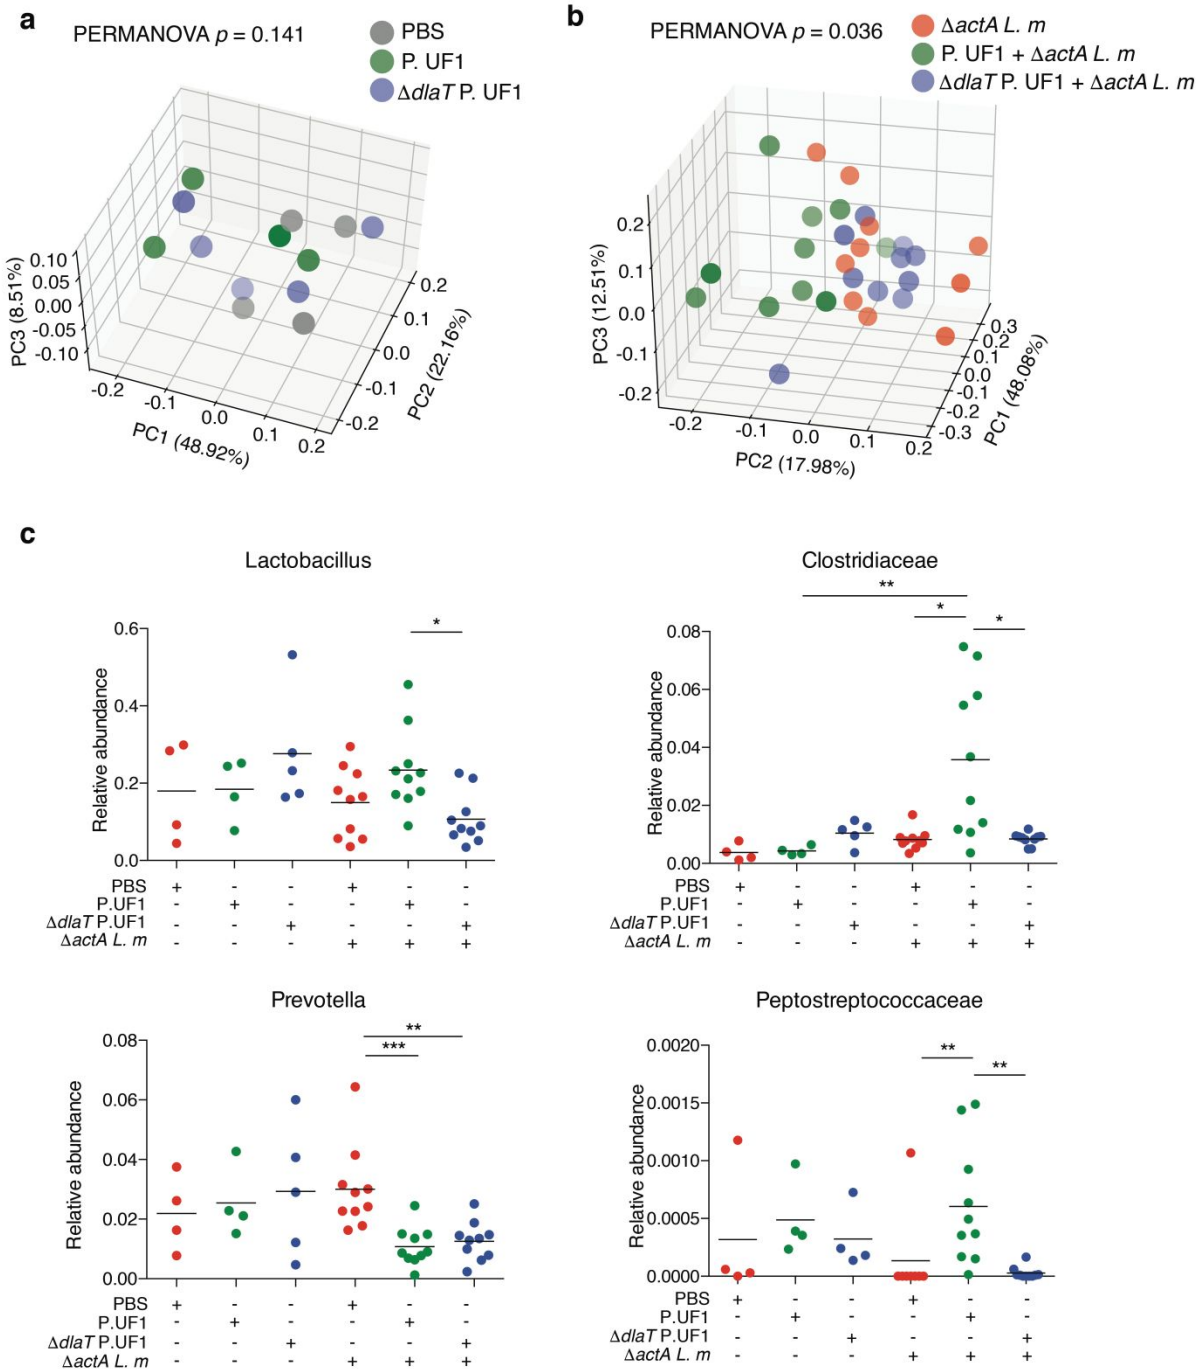 a
PERMANOVA p = 0.141
PBS
P. UF1
ΔdlaT P. UF1
0.10
0.05
0.00
-0.05
-0.10
PC3 (8.51%)
-0.2
-0.1
0.0
0.1
0.2
PC1 (48.92%)
0.2
0.1
0.0
-0.1
-0.2
PC2 (22.16%)
b
PERMANOVA p = 0.036
ΔactA L. m
P. UF1 + ΔactA L. m
ΔdlaT P. UF1 + ΔactA L. m
0.2
0.1
0.0
-0.1
-0.2
PC3 (12.51%)
-0.2
-0.1
0.0
0.1
0.2
PC2 (17.98%)
0.3
0.2
0.1
0.0
-0.1
-0.2
-0.3
PC1 (48.08%)
c
Lactobacillus
Relative abundance
0.6
0.4
0.2
0.0
*
PBS + - - + - -
P.UF1 - + - - + -
ΔdlaT P.UF1 - - + - - +
ΔactA L. m - - - + + +
Clostridiaceae
Relative abundance
0.08
0.06
0.04
0.02
0.00
**
*
*
PBS + - - + - -
P.UF1 - + - - + -
ΔdlaT P.UF1 - - + - - +
ΔactA L. m - - - + + +
Prevotella
Relative abundance
0.08
0.06
0.04
0.02
0.00
**
***
PBS + - - + - -
P.UF1 - + - - + -
ΔdlaT P.UF1 - - + - - +
ΔactA L. m - - - + + +
Peptostreptococcaceae
Relative abundance
0.0020
0.0015
0.0010
0.0005
0.0000
**
**
PBS + - - + - -
P.UF1 - + - - + -
ΔdlaT P.UF1 - - + - - +
ΔactA L. m - - - + + +